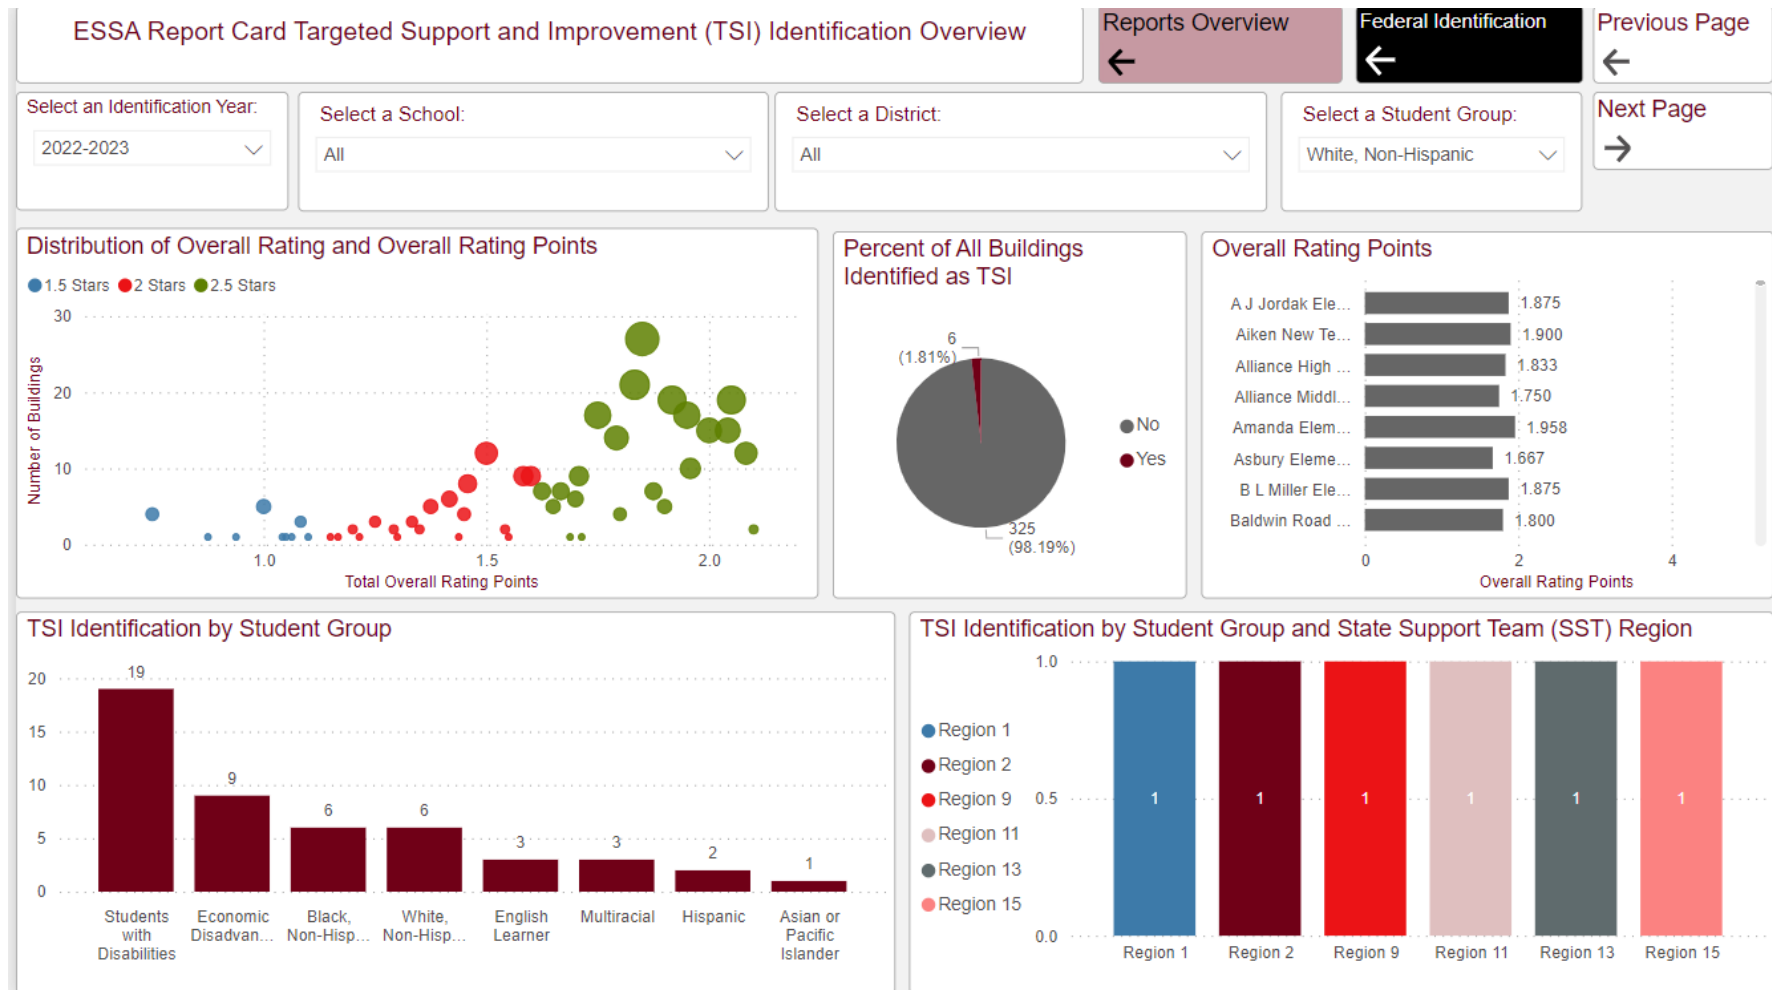 ESSA Report Card Targeted Support and Improvement (TSI) Identification Overview
Reports Overview
Federal Identification
Previous Page
Select an Identification Year:
2022-2023
Select a School:
All
Select a District:
All
Select a Student Group:
White, Non-Hispanic
Next Page
Distribution of Overall Rating and Overall Rating Points
1.5 Stars
2 Stars
2.5 Stars
Number of Buildings
30
20
10
0
1.0
1.5
2.0
Total Overall Rating Points
Percent of All Buildings
Identified as TSI
6
(1.81%)
325
(98.19%)
No
Yes
Overall Rating Points
A J Jordak Ele...
1.875
Aiken New Te...
1.900
Alliance High ...
1.833
Alliance Middl...
1.750
Amanda Elem...
1.958
Asbury Eleme...
1.667
B L Miller Ele...
1.875
Baldwin Road ...
1.800
0
2
4
Overall Rating Points
TSI Identification by Student Group
20
15
10
5
0
19
9
6
6
3
3
2
1
Students
with
Disabilities
Economic
Disadvan...
Black,
Non-Hisp...
White,
Non-Hisp...
English
Learner
Multiracial
Hispanic
Asian or
Pacific
Islander
TSI Identification by Student Group and State Support Team (SST) Region
Region 1
Region 2
Region 9
Region 11
Region 13
Region 15
1.0
0.5
0.0
1
1
1
1
1
1
Region 1
Region 2
Region 9
Region 11
Region 13
Region 15